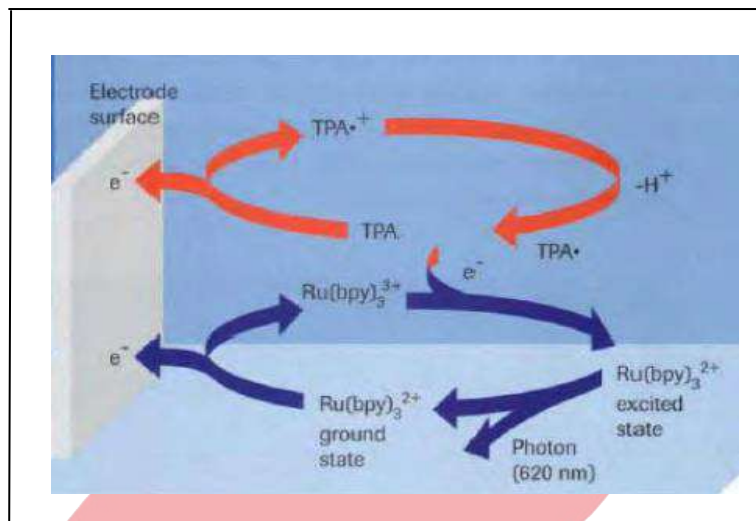 Electrode
surface
TPA•⁺
e⁻
-H⁺
TPA
TPA•
e⁻
Ru(bpy)₃³⁺
e⁻
Ru(bpy)₃²⁺
ground
state
Ru(bpy)₃²⁺
excited
state
Photon
(620 nm)